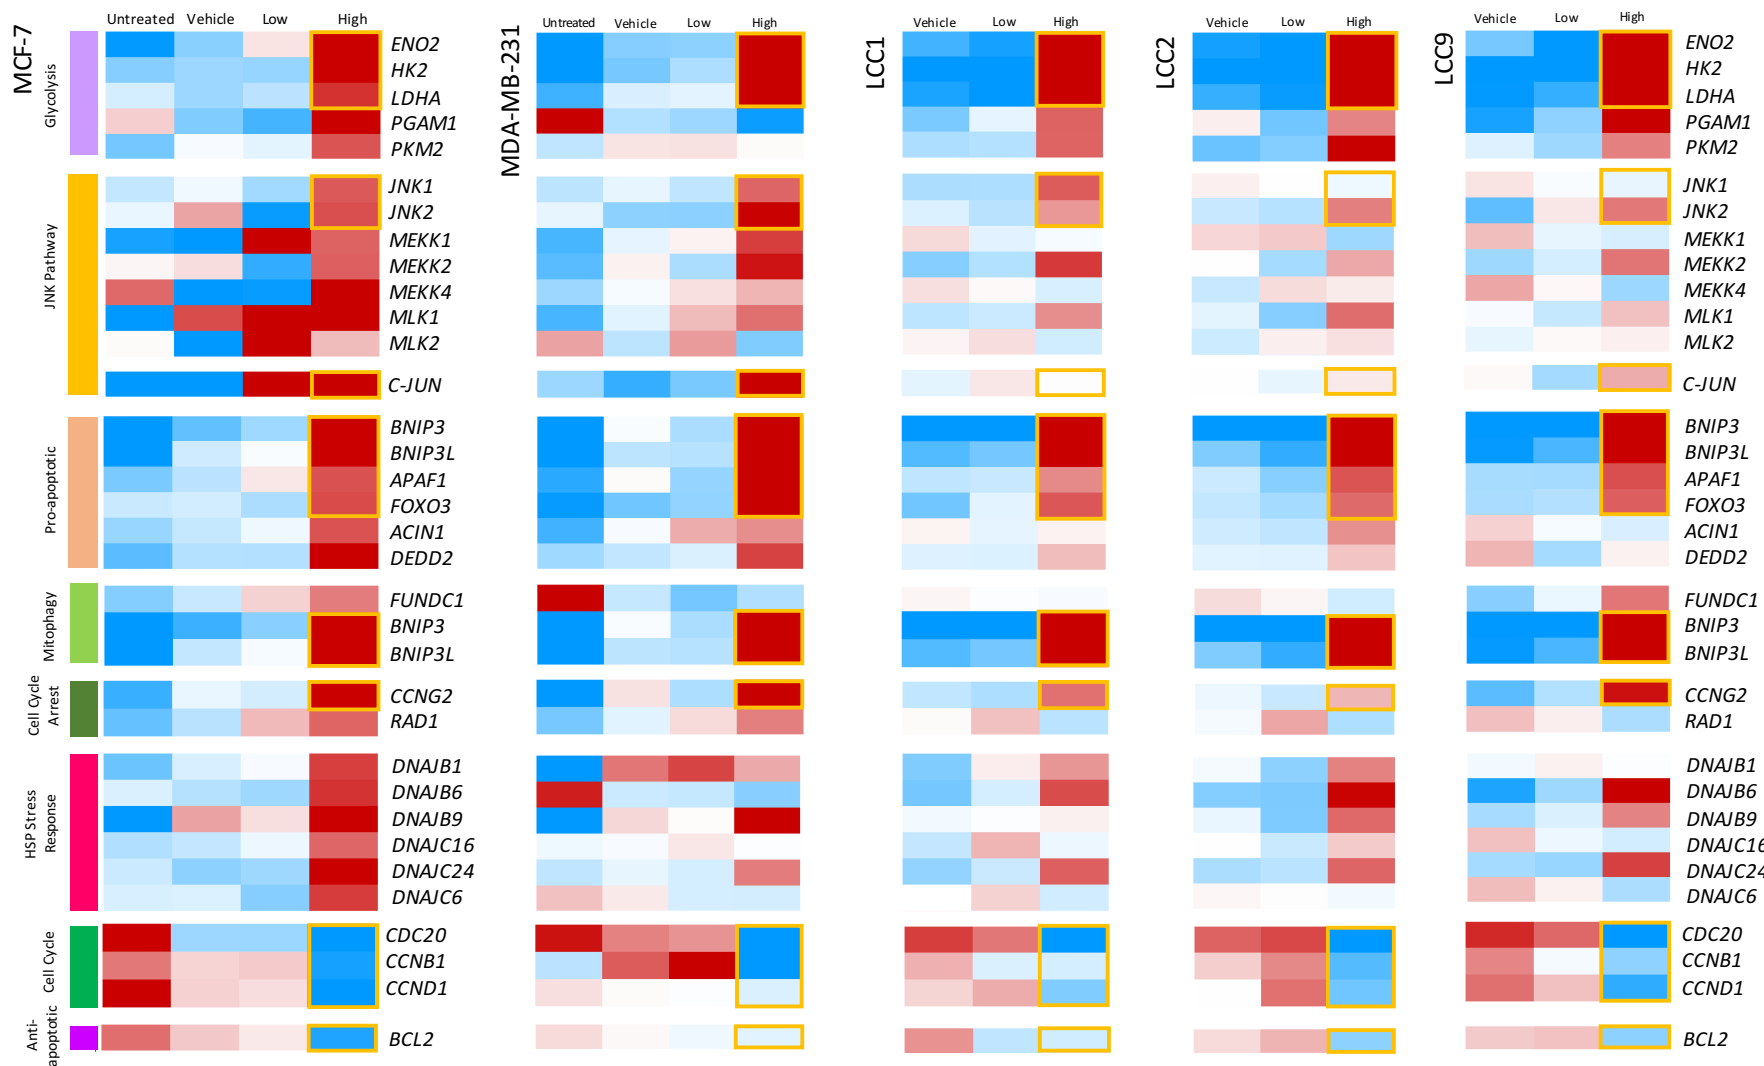 MCF-7
Untreated Vehicle Low High
MDA-MB-231
Untreated Vehicle Low High
LCC1
Vehicle Low High
LCC2
Vehicle Low High
LCC9
Vehicle Low High
Glycolysis
ENO2
HK2
LDHA
PGAM1
PKM2
ENO2
HK2
LDHA
PGAM1
PKM2
JNK Pathway
JNK1
JNK2
MEKK1
MEKK2
MEKK4
MLK1
MLK2
C-JUN
JNK1
JNK2
MEKK1
MEKK2
MEKK4
MLK1
MLK2
C-JUN
Pro-apoptotic
BNIP3
BNIP3L
APAF1
FOXO3
ACIN1
DEDD2
BNIP3
BNIP3L
APAF1
FOXO3
ACIN1
DEDD2
Mitophagy
FUNDC1
BNIP3
BNIP3L
FUNDC1
BNIP3
BNIP3L
Cell Cycle
Arrest
CCNG2
RAD1
CCNG2
RAD1
HSP Stress
Response
DNAJB1
DNAJB6
DNAJB9
DNAJC16
DNAJC24
DNAJC6
DNAJB1
DNAJB6
DNAJB9
DNAJC16
DNAJC24
DNAJC6
Cell Cycle
CDC20
CCNB1
CCND1
CDC20
CCNB1
CCND1
Anti-
apoptotic
BCL2
BCL2